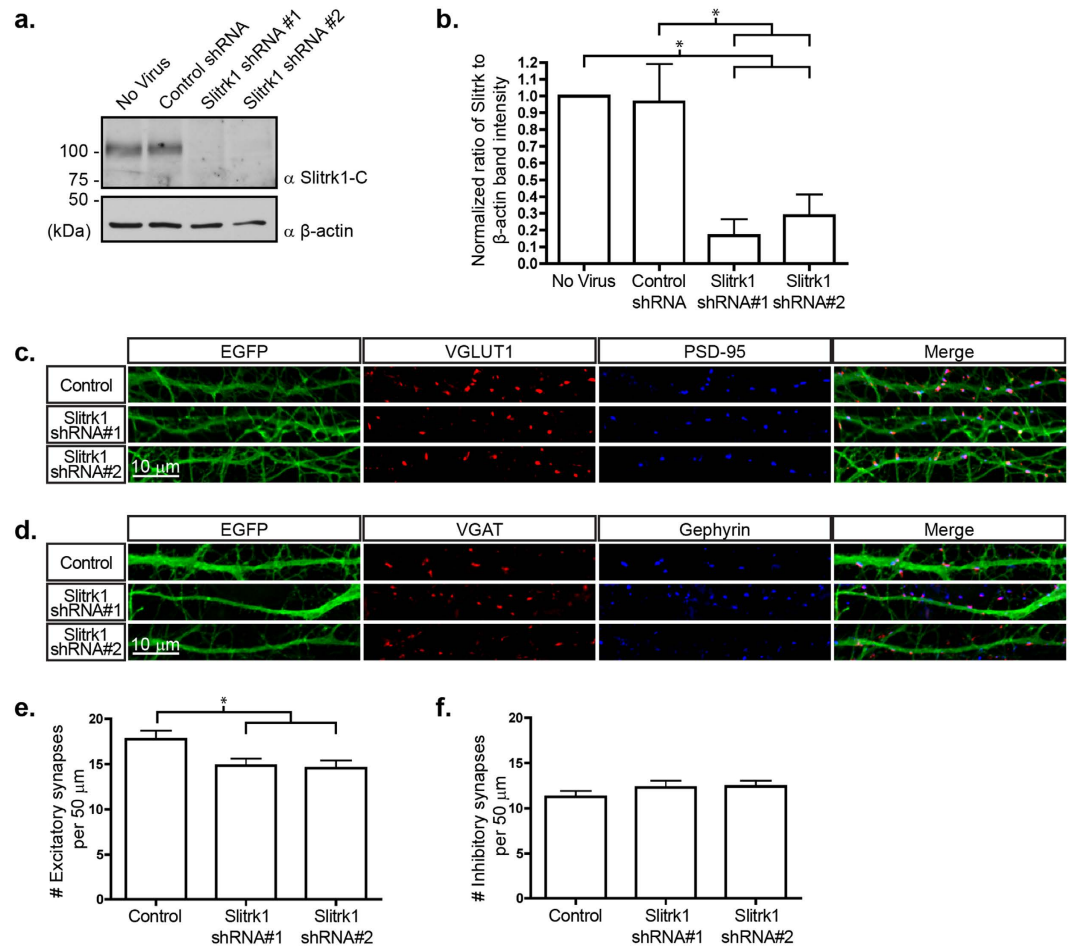 a.
No Virus
Control shRNA
Slitrk1 shRNA #1
Slitrk1 shRNA #2
100 -
75 -
50 -
(kDa)
α Slitrk1-C
α β-actin
b.
*
*
Normalized ratio of Slitrk to
β-actin band intensity
1.2
1.0
0.9
0.8
0.6
0.5
0.4
0.3
0.2
0.1
0.0
No Virus
Control
shRNA
Slitrk1
shRNA#1
Slitrk1
shRNA#2
c.
EGFP
VGLUT1
PSD-95
Merge
Control
Slitrk1
shRNA#1
Slitrk1
shRNA#2
10 μm
d.
EGFP
VGAT
Gephyrin
Merge
Control
Slitrk1
shRNA#1
Slitrk1
shRNA#2
10 μm
e.
*
# Excitatory synapses
per 50 μm
20
15
10
5
0
Control
Slitrk1
shRNA#1
Slitrk1
shRNA#2
f.
# Inhibitory synapses
per 50 μm
20
15
10
5
0
Control
Slitrk1
shRNA#1
Slitrk1
shRNA#2